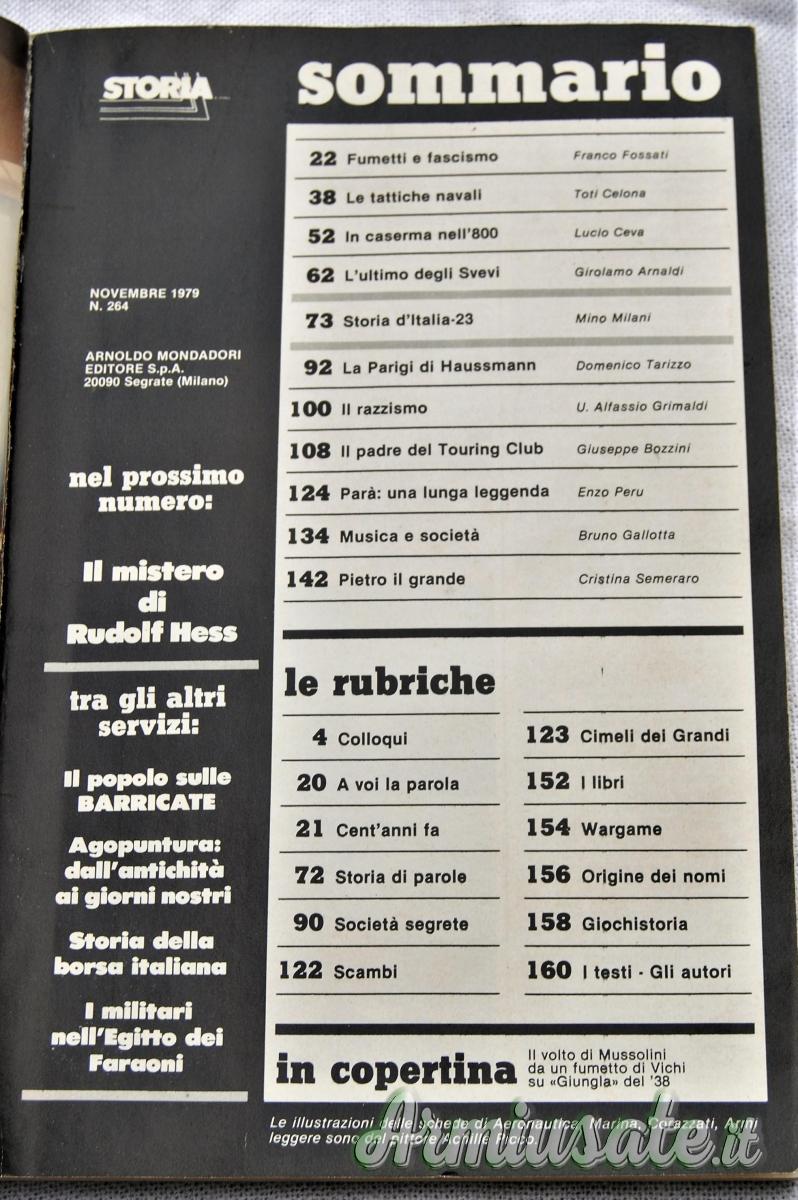 STORIA
NOVEMBRE 1979
N. 264
ARNOLDO MONDADORI
EDITORE S.p.A.
20090 Segrate (Milano)
nel prossimo
numero:
Il mistero
di
Rudolf Hess
tra gli altri
servizi:
Il popolo sulle
BARRICATE
Agopuntura:
dall'antichità
ai giorni nostri
Storia della
borsa italiana
I militari
nell'Egitto dei
Faraoni
sommario
22 Fumetti e fascismo Franco Fossati
38 Le tattiche navali Toti Celona
52 In caserma nell'800 Lucio Ceva
62 L'ultimo degli Svevi Girolamo Arnaldi
73 Storia d'Italia-23 Mino Milani
92 La Parigi di Haussmann Domenico Tarizzo
100 Il razzismo U. Alfassio Grimaldi
108 Il padre del Touring Club Giuseppe Bozzini
124 Parà: una lunga leggenda Enzo Peru
134 Musica e società Bruno Gallotta
142 Pietro il grande Cristina Semeraro
le rubriche
4 Colloqui
20 A voi la parola
21 Cent'anni fa
72 Storia di parole
90 Società segrete
122 Scambi
123 Cimeli dei Grandi
152 I libri
154 Wargame
156 Origine dei nomi
158 Giochistoria
160 I testi - Gli autori
in copertina
Il volto di Mussolini
da un fumetto di Vichi
su «Giungla» del '38
Le illustrazioni delle schede di Aeronautica, Marina, Corazzati, Armi
leggere sono del pittore Achille Picco.
Armiusate.it